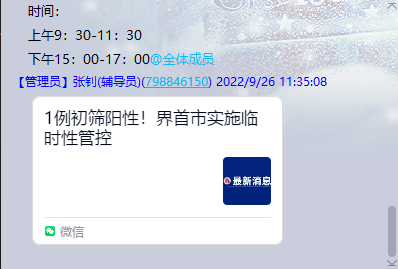 时间：
上午9：30-11：30
下午15：00-17：00@全体成员
【管理员】张钊(辅导员)(798846150) 2022/9/26 11:35:08
1例初筛阳性！界首市实施临
时性管控
最新消息
微信